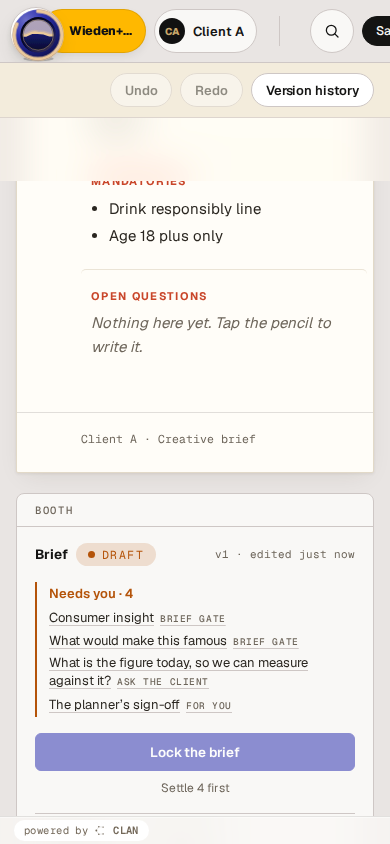 Wieden+...
CA
Client A
Sa
Undo
Redo
Version history
MANDATORIES
Drink responsibly line
Age 18 plus only
OPEN QUESTIONS
Nothing here yet. Tap the pencil to
write it.
Client A · Creative brief
BOOTH
Brief
DRAFT
v1 · edited just now
Needs you · 4
Consumer insight BRIEF GATE
What would make this famous BRIEF GATE
What is the figure today, so we can measure
against it? ASK THE CLIENT
The planner’s sign-off FOR YOU
Lock the brief
Settle 4 first
powered by CLAN